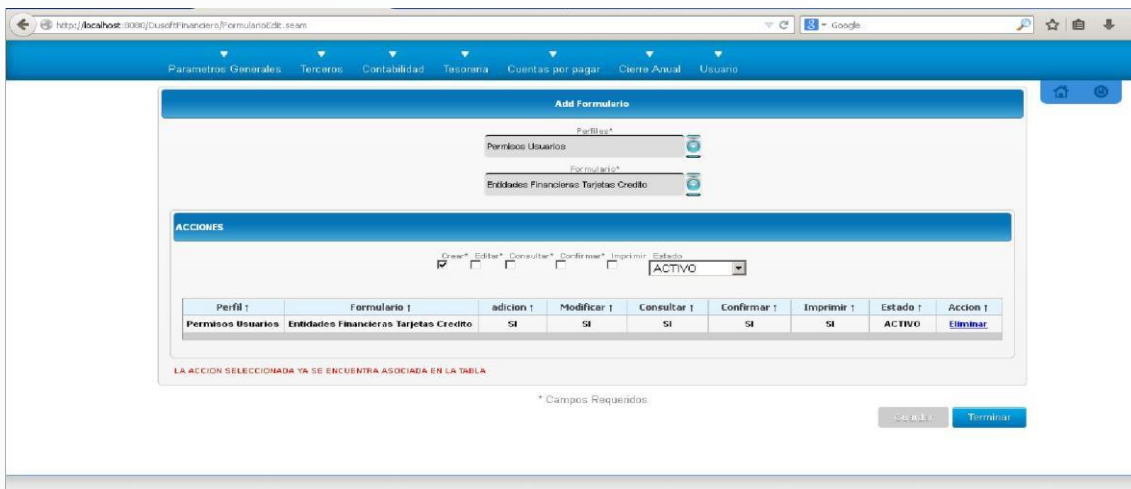 http://localhost:8080/DusoftFinanciero/FormularioEdit.seam
Google
Parametros Generales Terceros Contabilidad Tesoreria Cuentas por pagar Cierre Anual Usuario
Add Formulario
Perfiles*
Permisos Usuarios
Formulario*
Entidades Financieras Tarjetas Credito
ACCIONES
Crear* Editar* Consultar* Confirmar* Imprimir Estado
ACTIVO
Perfil ↑ Formulario ↑ adicion ↑ Modificar ↑ Consultar ↑ Confirmar ↑ Imprimir ↑ Estado ↑ Accion ↑
Permisos Usuarios Entidades Financieras Tarjetas Credito SI SI SI SI SI ACTIVO Eliminar
LA ACCION SELECCIONADA YA SE ENCUENTRA ASOCIADA EN LA TABLA
* Campos Requeridos
Guardar Terminar